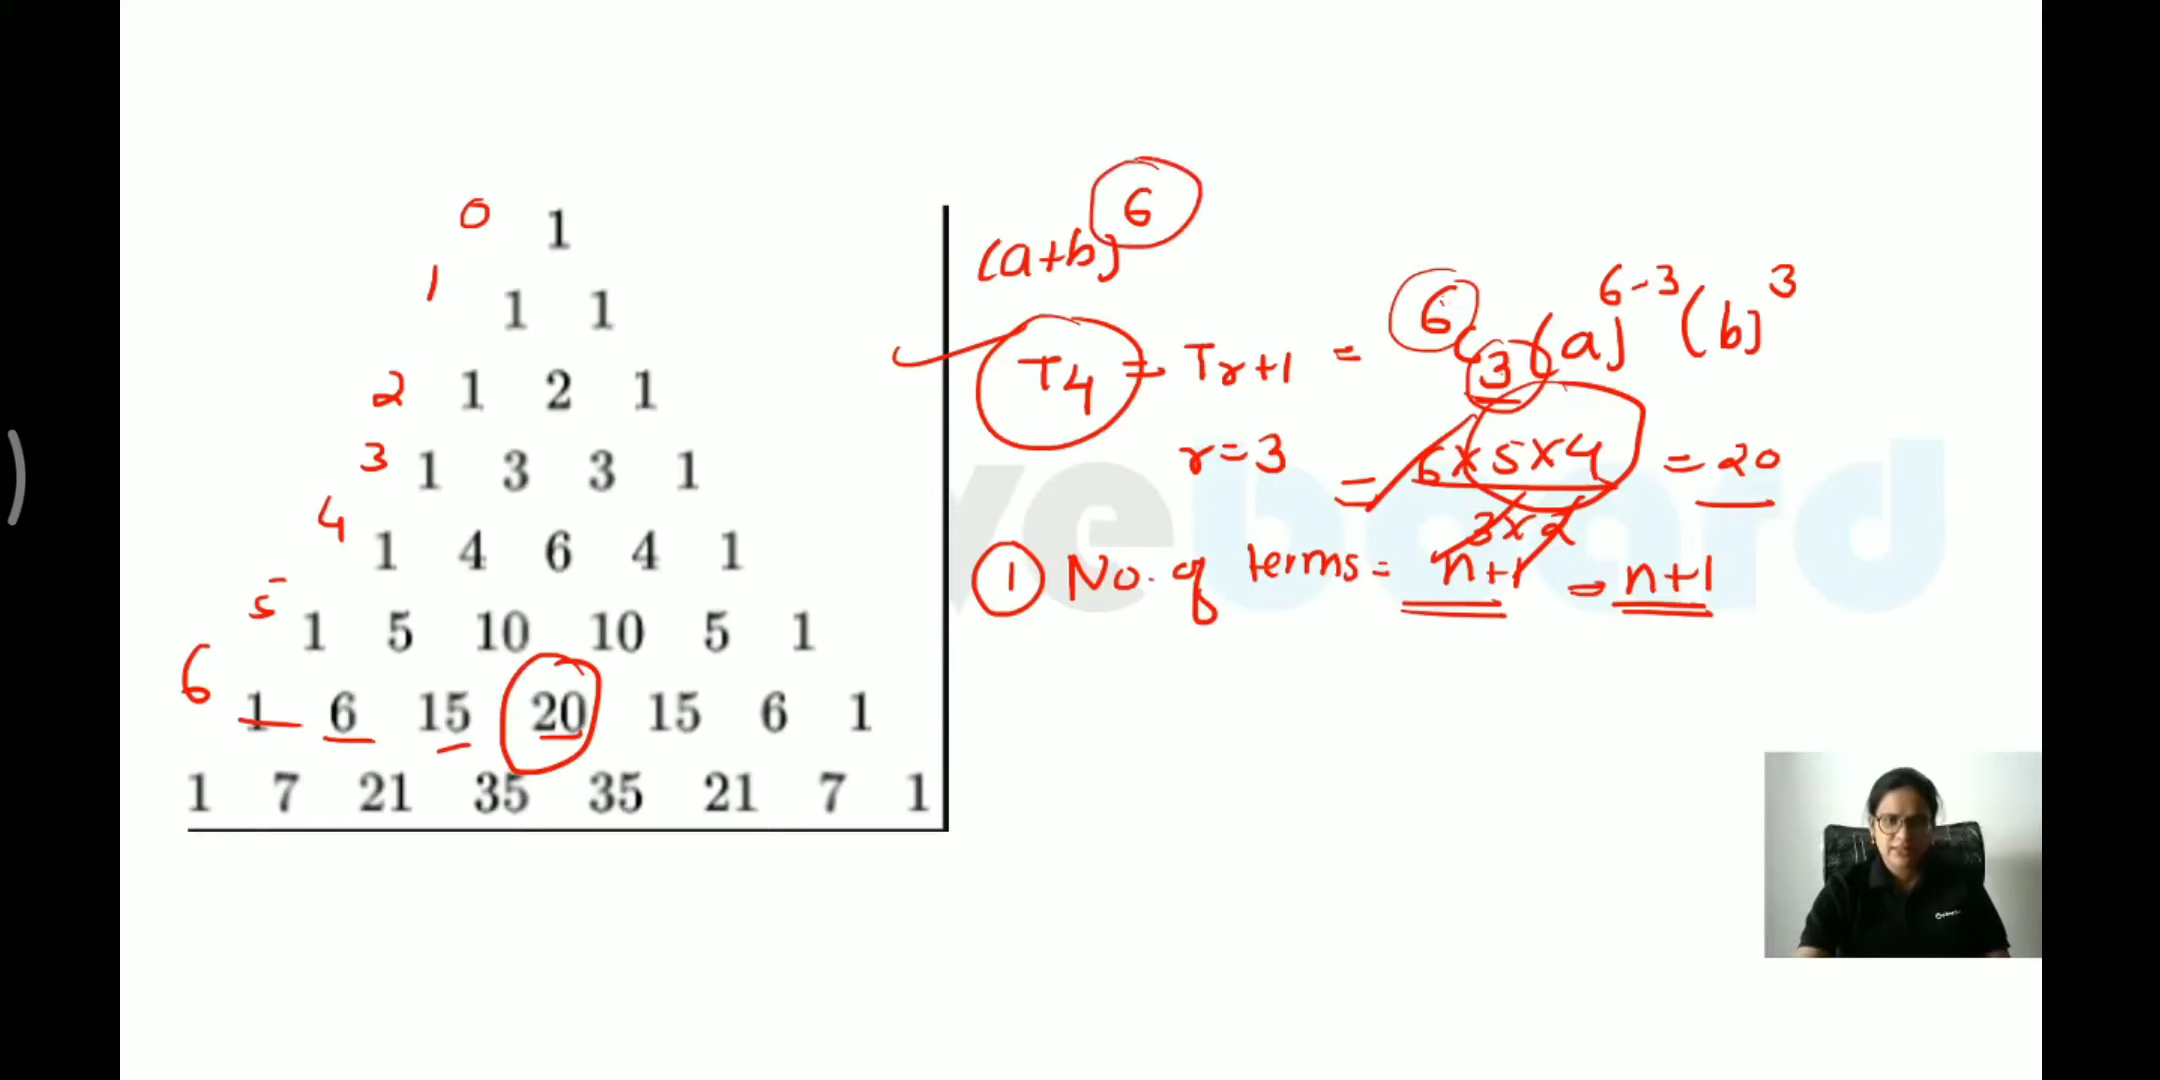 0 1
1 1 1
2 1 2 1
3 1 3 3 1
4 1 4 6 4 1
5 1 5 10 10 5 1
6 1 6 15 20 15 6 1
1 7 21 35 35 21 7 1
(a+b)^6
T4 = Tr+1 = 6C3 (a)^6-3 (b)^3
r=3
= 6×5×4 = 20
3×2
① No. of terms = n+1 = n+1
veboard